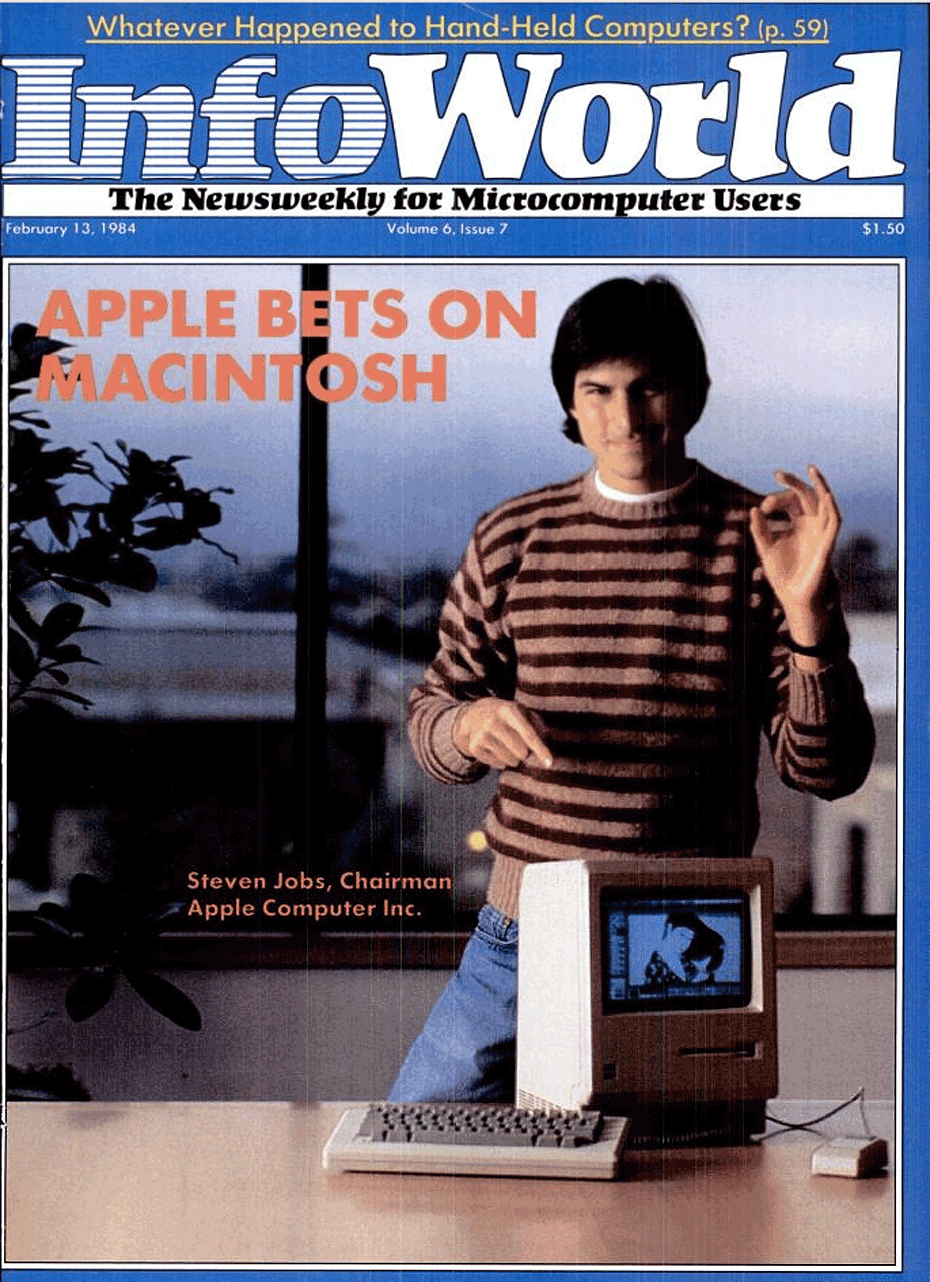 Whatever Happened to Hand-Held Computers? (p. 59)
InfoWorld
The Newsweekly for Microcomputer Users
February 13, 1984
Volume 6, Issue 7
$1.50
APPLE BETS ON
MACINTOSH
Steven Jobs, Chairman
Apple Computer Inc.